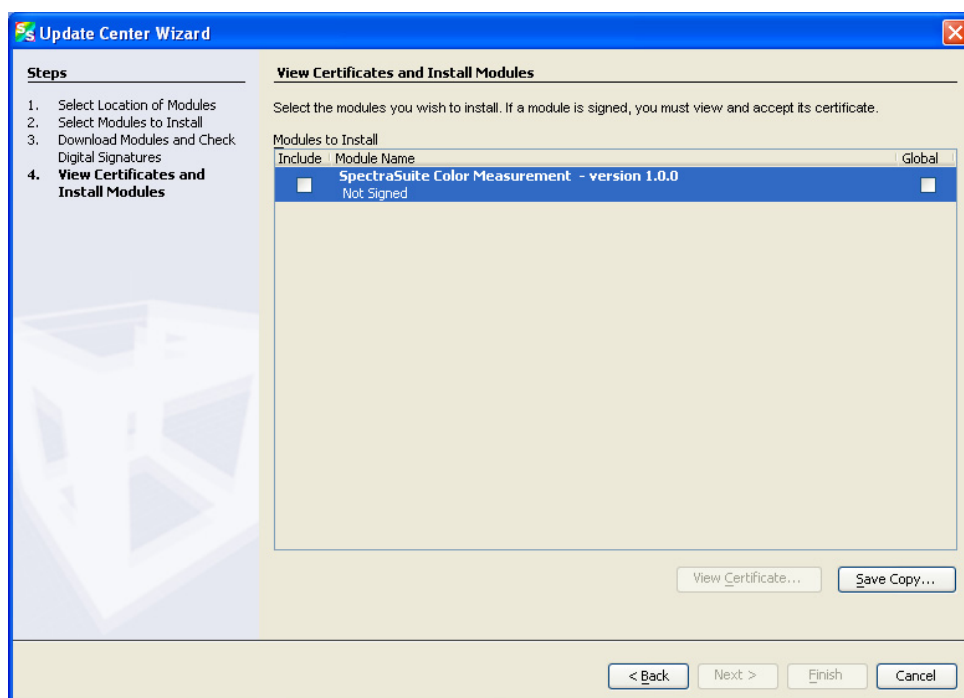 Update Center Wizard
Steps
1. Select Location of Modules
2. Select Modules to Install
3. Download Modules and Check
Digital Signatures
4. View Certificates and
Install Modules
View Certificates and Install Modules
Select the modules you wish to install. If a module is signed, you must view and accept its certificate.
Modules to Install
Include Module Name Global
SpectraSuite Color Measurement - version 1.0.0
Not Signed
View Certificate... Save Copy...
< Back Next > Finish Cancel